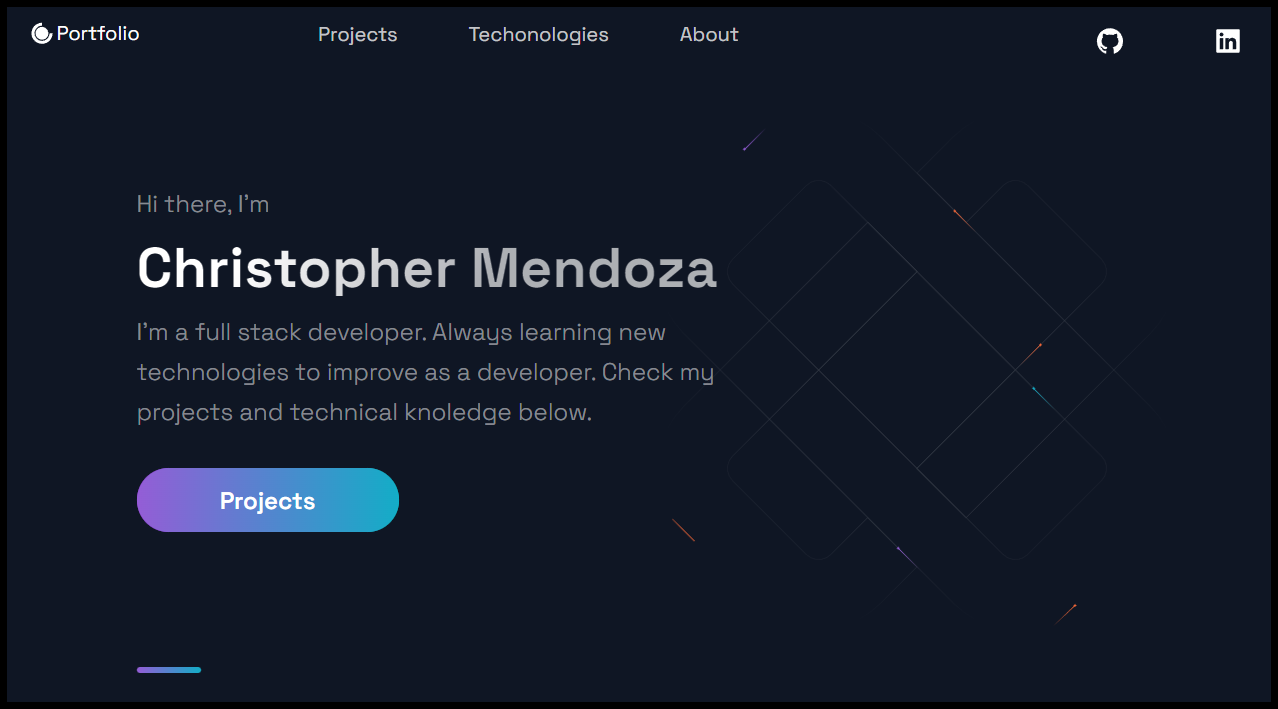 Portfolio
Projects
Techonologies
About
in
Hi there, I'm
Christopher Mendoza
I'm a full stack developer. Always learning new
technologies to improve as a developer. Check my
projects and technical knoledge below.
Projects